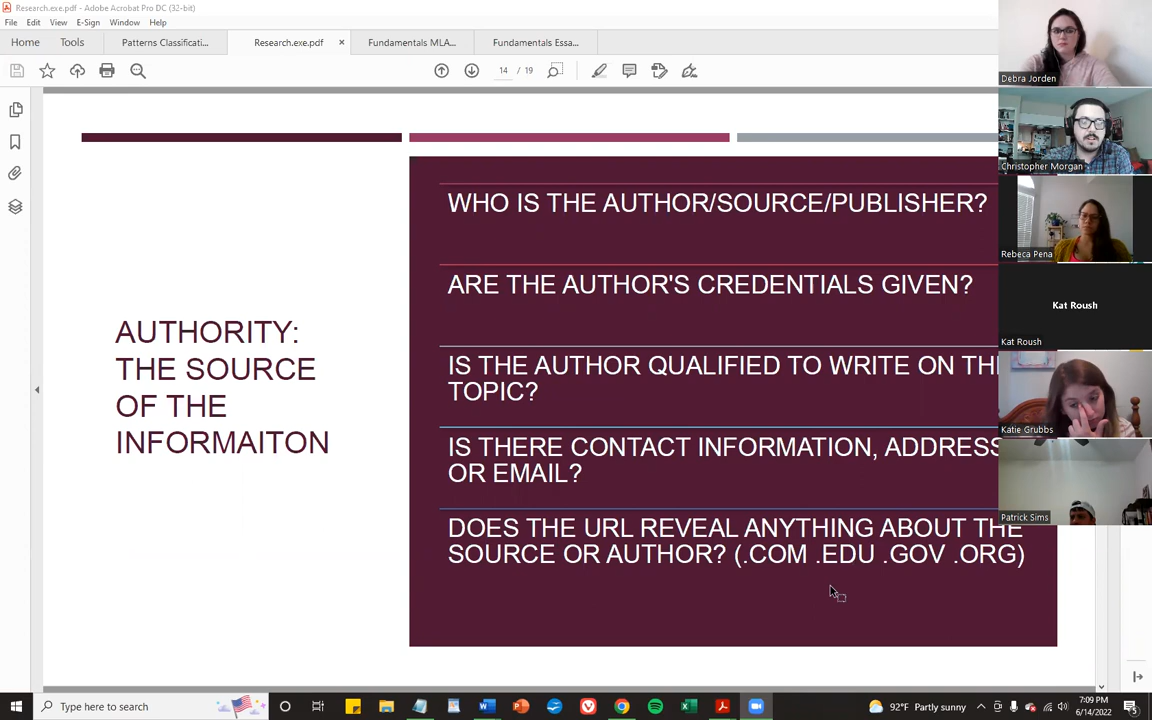 Research.exe.pdf - Adobe Acrobat Pro DC (32-bit)
File Edit View E-Sign Window Help
Home Tools Patterns Classificati... Research.exe.pdf × Fundamentals MLA... Fundamentals Essa...
14 / 19
AUTHORITY:
THE SOURCE
OF THE
INFORMAITON
WHO IS THE AUTHOR/SOURCE/PUBLISHER?
ARE THE AUTHOR'S CREDENTIALS GIVEN?
IS THE AUTHOR QUALIFIED TO WRITE ON TH
TOPIC?
IS THERE CONTACT INFORMATION, ADDRESS
OR EMAIL?
DOES THE URL REVEAL ANYTHING ABOUT THE
SOURCE OR AUTHOR? (.COM .EDU .GOV .ORG)
Debra Jorden
Christopher Morgan
Rebeca Pena
Kat Roush
Kat Roush
Katie Grubbs
Patrick Sims
Type here to search
92°F Partly sunny
7:09 PM
6/14/2022
5